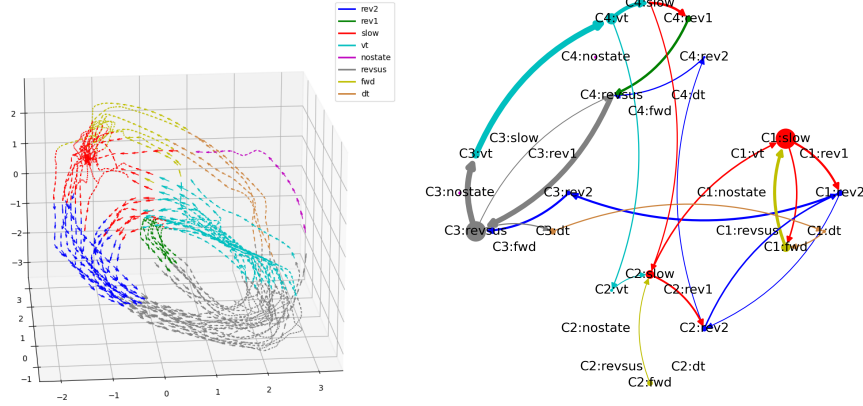 rev2
rev1
slow
vt
nostate
revsus
fwd
dt
2
1
0
−1
−2
−3
3
2
1
0
−1
−2
−1
0
1
2
3
C4:slow
C4:vt
C4:rev1
C4:nostate
C4:rev2
C4:revsus
C4:dt
C4:fwd
C3:slow
C3:vt
C3:rev1
C3:nostate
C3:rev2
C3:revsus
C3:dt
C3:fwd
C1:slow
C1:vt
C1:rev1
C1:nostate
C1:rev2
C1:revsus
C1:dt
C1:fwd
C2:slow
C2:vt
C2:rev1
C2:nostate
C2:rev2
C2:revsus
C2:dt
C2:fwd